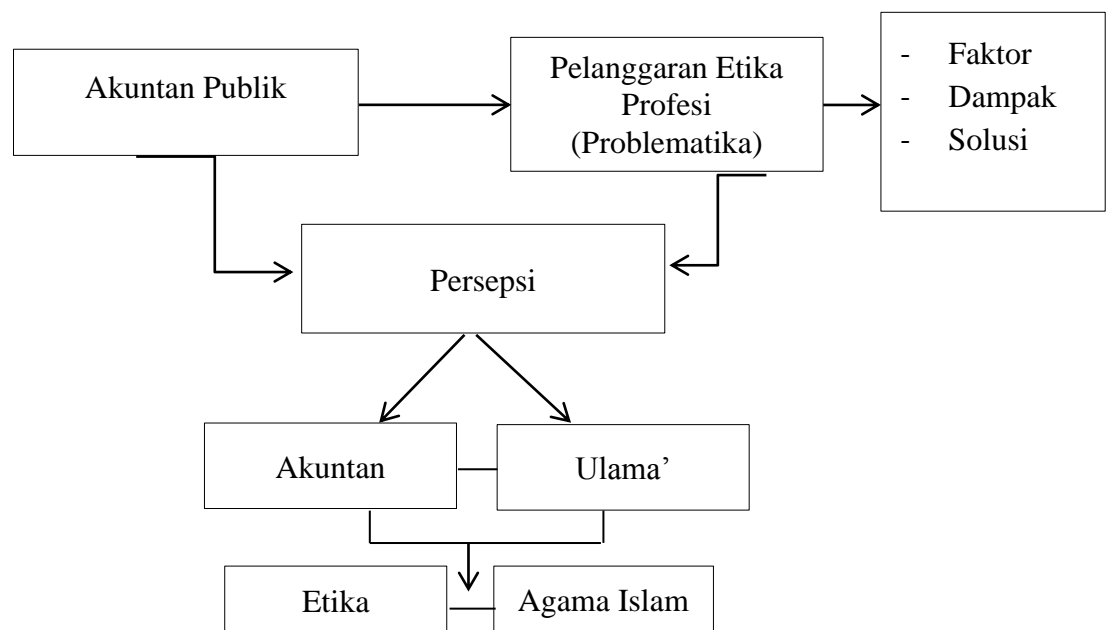 Akuntan Publik
Pelanggaran Etika
Profesi
(Problematika)
- Faktor
- Dampak
- Solusi
Persepsi
Akuntan
Ulama’
Etika
Agama Islam